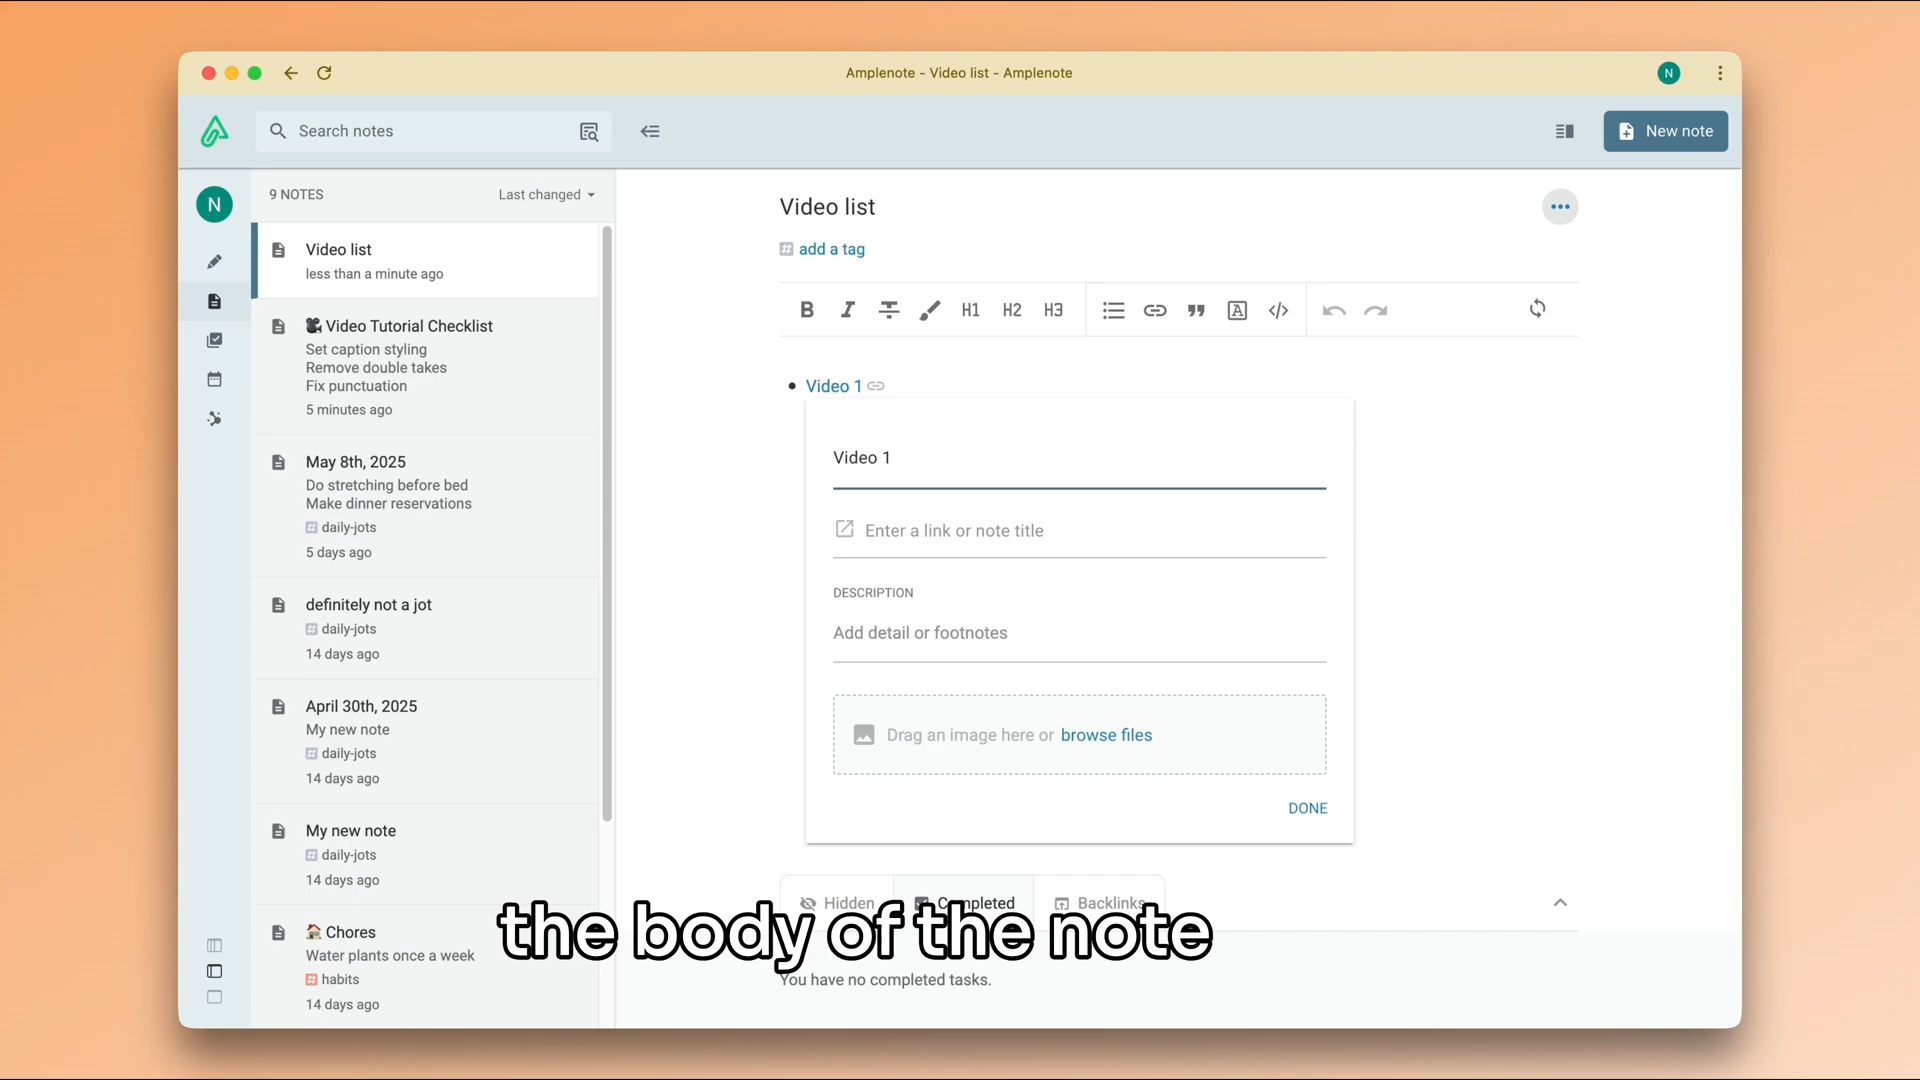 Amplenote - Video list - Amplenote
N
Search notes
New note
N
9 NOTES
Last changed
Video list
less than a minute ago
Video Tutorial Checklist
Set caption styling
Remove double takes
Fix punctuation
5 minutes ago
May 8th, 2025
Do stretching before bed
Make dinner reservations
daily-jots
5 days ago
definitely not a jot
daily-jots
14 days ago
April 30th, 2025
My new note
daily-jots
14 days ago
My new note
daily-jots
14 days ago
Chores
Water plants once a week
habits
14 days ago
Video list
add a tag
B I S H1 H2 H3
Video 1
Video 1
Enter a link or note title
DESCRIPTION
Add detail or footnotes
Drag an image here or browse files
DONE
Hidden
Completed
Backlinks
the body of the note
You have no completed tasks.